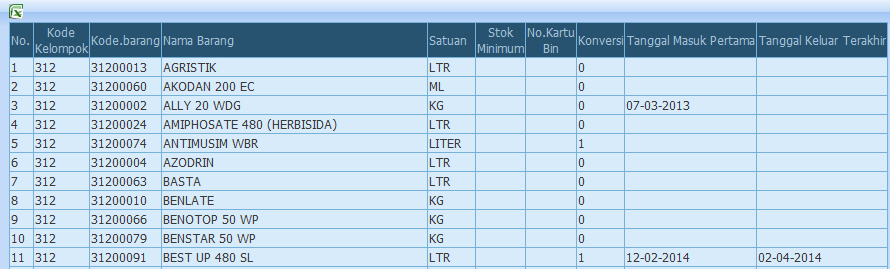 No. Kode Kelompok Kode.barang Nama Barang Satuan Stok Minimum No.Kartu Bin Konversi Tanggal Masuk Pertama Tanggal Keluar Terakhir
1 312 31200013 AGRISTIK LTR 0
2 312 31200060 AKODAN 200 EC ML 0
3 312 31200002 ALLY 20 WDG KG 0 07-03-2013
4 312 31200024 AMIPHOSATE 480 (HERBISIDA) LTR 0
5 312 31200074 ANTIMUSIM WBR LITER 1
6 312 31200004 AZODRIN LTR 0
7 312 31200063 BASTA LTR 0
8 312 31200010 BENLATE KG 0
9 312 31200066 BENOTOP 50 WP KG 0
10 312 31200079 BENSTAR 50 WP KG 0
11 312 31200091 BEST UP 480 SL LTR 1 12-02-2014 02-04-2014